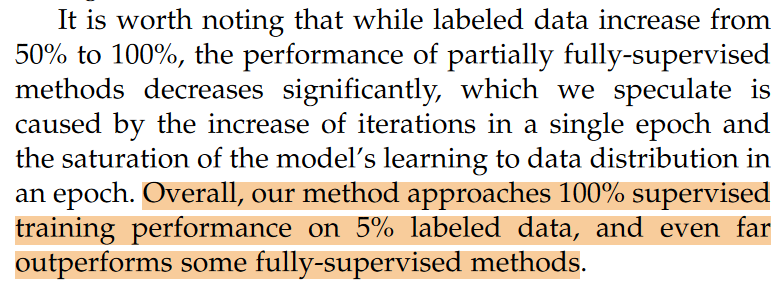 It is worth noting that while labeled data increase from
50% to 100%, the performance of partially fully-supervised
methods decreases significantly, which we speculate is
caused by the increase of iterations in a single epoch and
the saturation of the model's learning to data distribution in
an epoch. Overall, our method approaches 100% supervised
training performance on 5% labeled data, and even far
outperforms some fully-supervised methods.